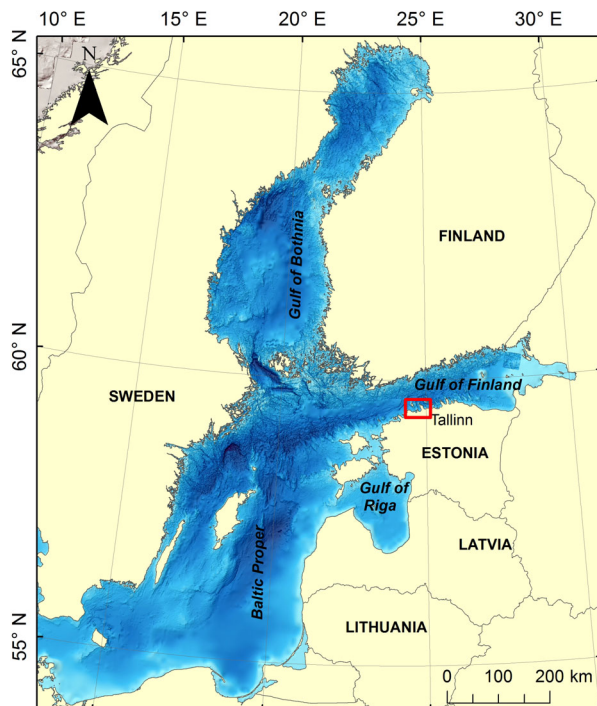 10° E
15° E
20° E
25° E
30° E
65° N
N
FINLAND
Gulf of Bothnia
60° N
Gulf of Finland
SWEDEN
Tallinn
ESTONIA
Gulf of
Riga
LATVIA
Baltic Proper
LITHUANIA
55° N
0 100 200 km